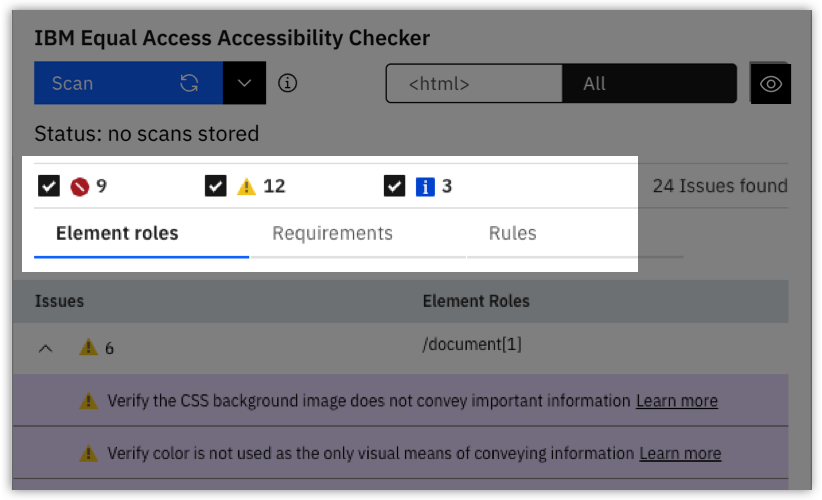 IBM Equal Access Accessibility Checker
Scan <html> All
Status: no scans stored
9 12 3 24 Issues found
Element roles Requirements Rules
Issues Element Roles
6 /document[1]
Verify the CSS background image does not convey important information Learn more
Verify color is not used as the only visual means of conveying information Learn more